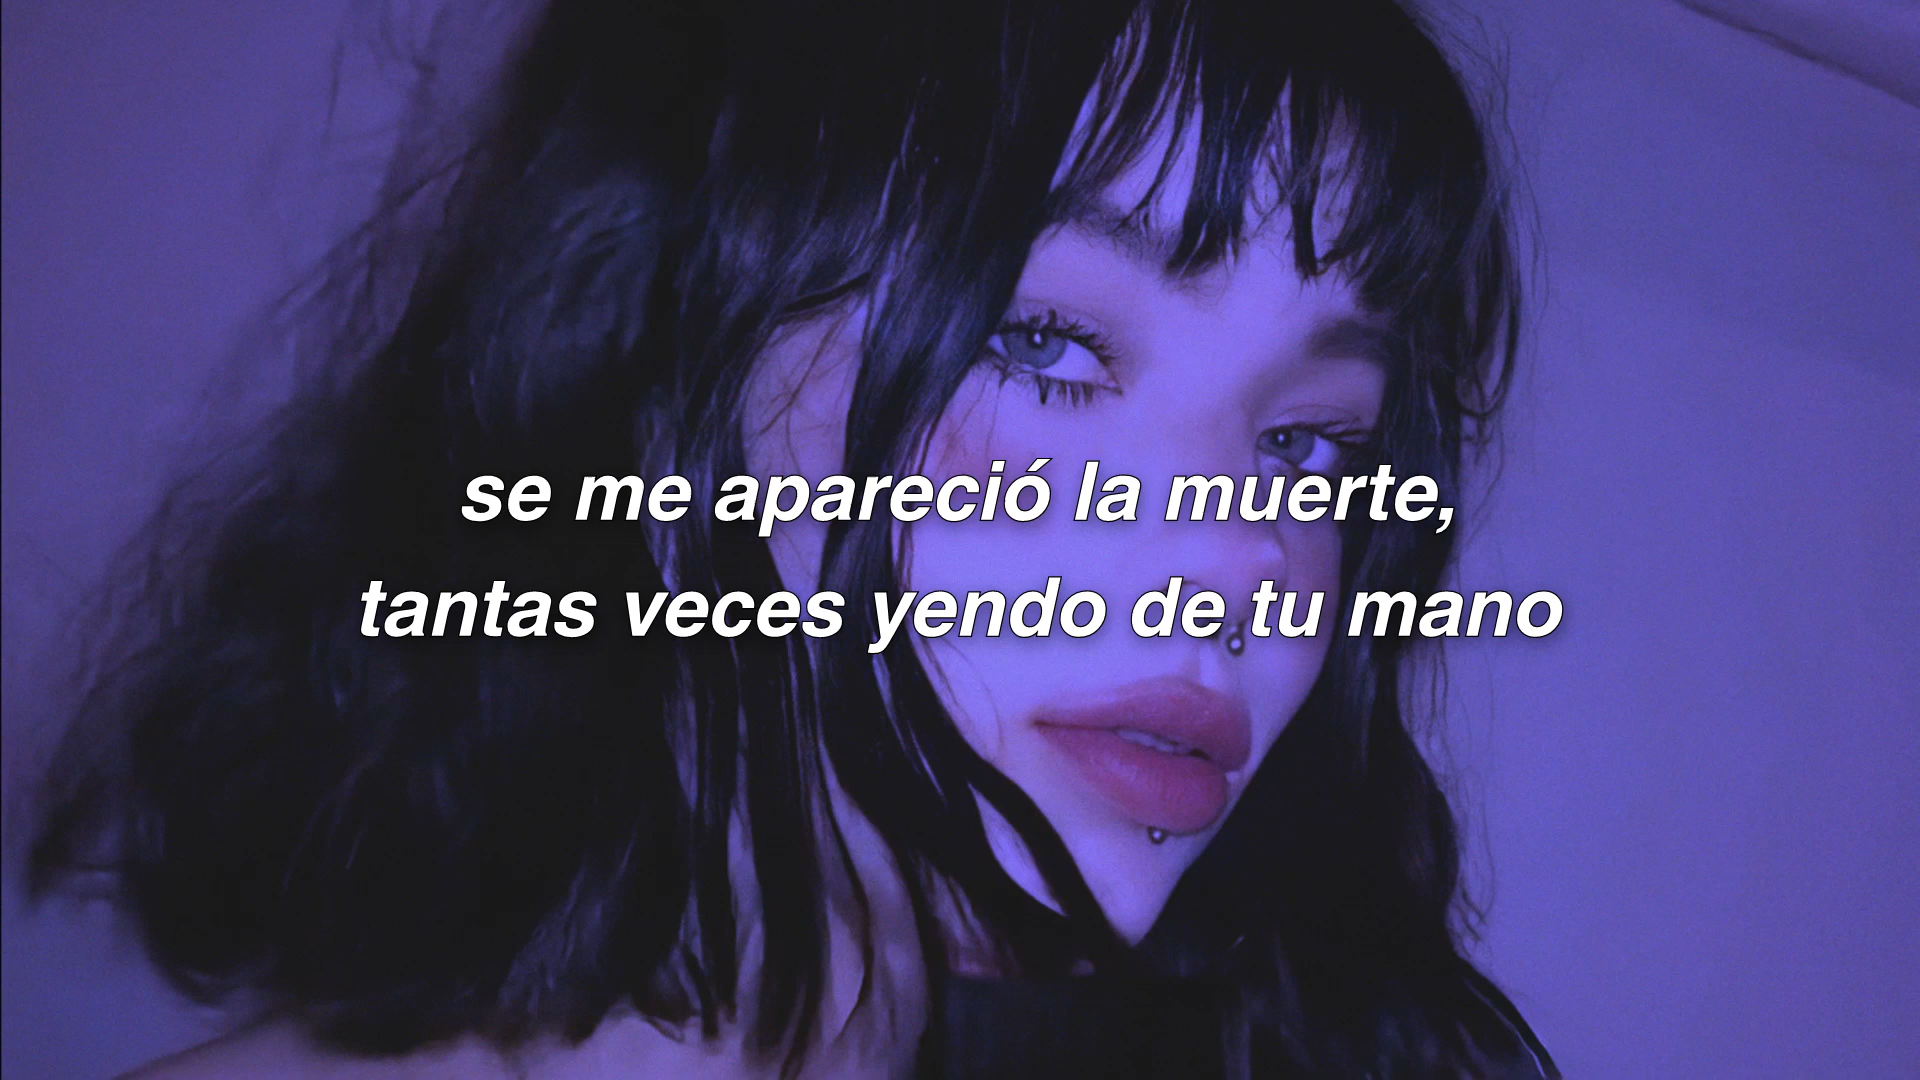 se me apareció la muerte,
tantas veces yendo de tu mano